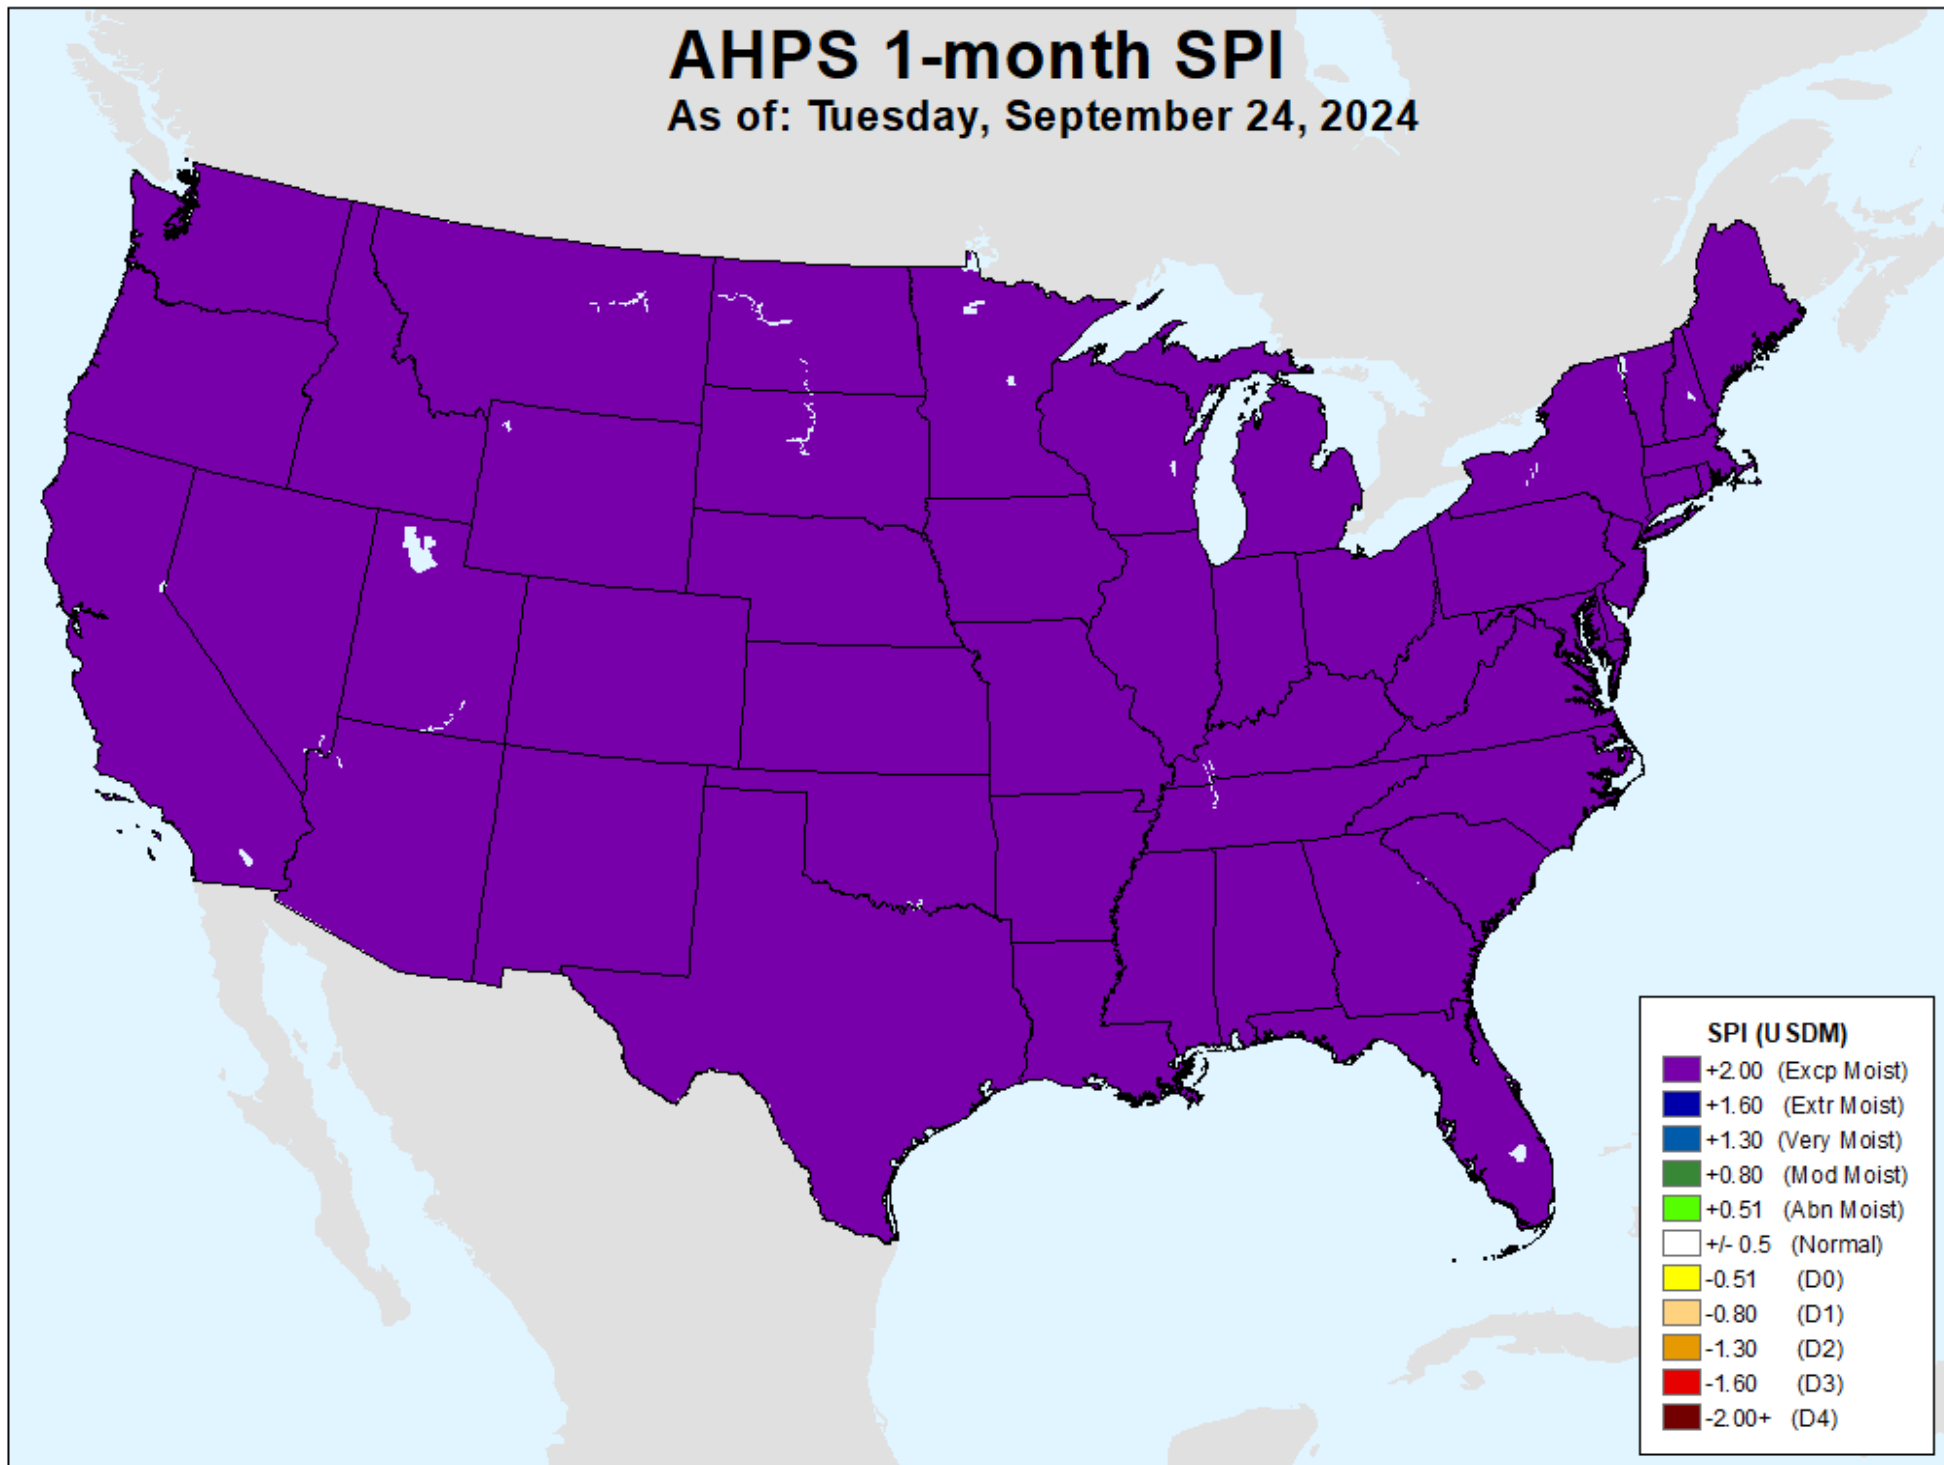 AHPS 1-month SPI
As of: Tuesday, September 24, 2024
SPI (USDM)
+2.00 (Excp Moist)
+1.60 (Extr Moist)
+1.30 (Very Moist)
+0.80 (Mod Moist)
+0.51 (Abn Moist)
+/- 0.5 (Normal)
-0.51 (D0)
-0.80 (D1)
-1.30 (D2)
-1.60 (D3)
-2.00+ (D4)